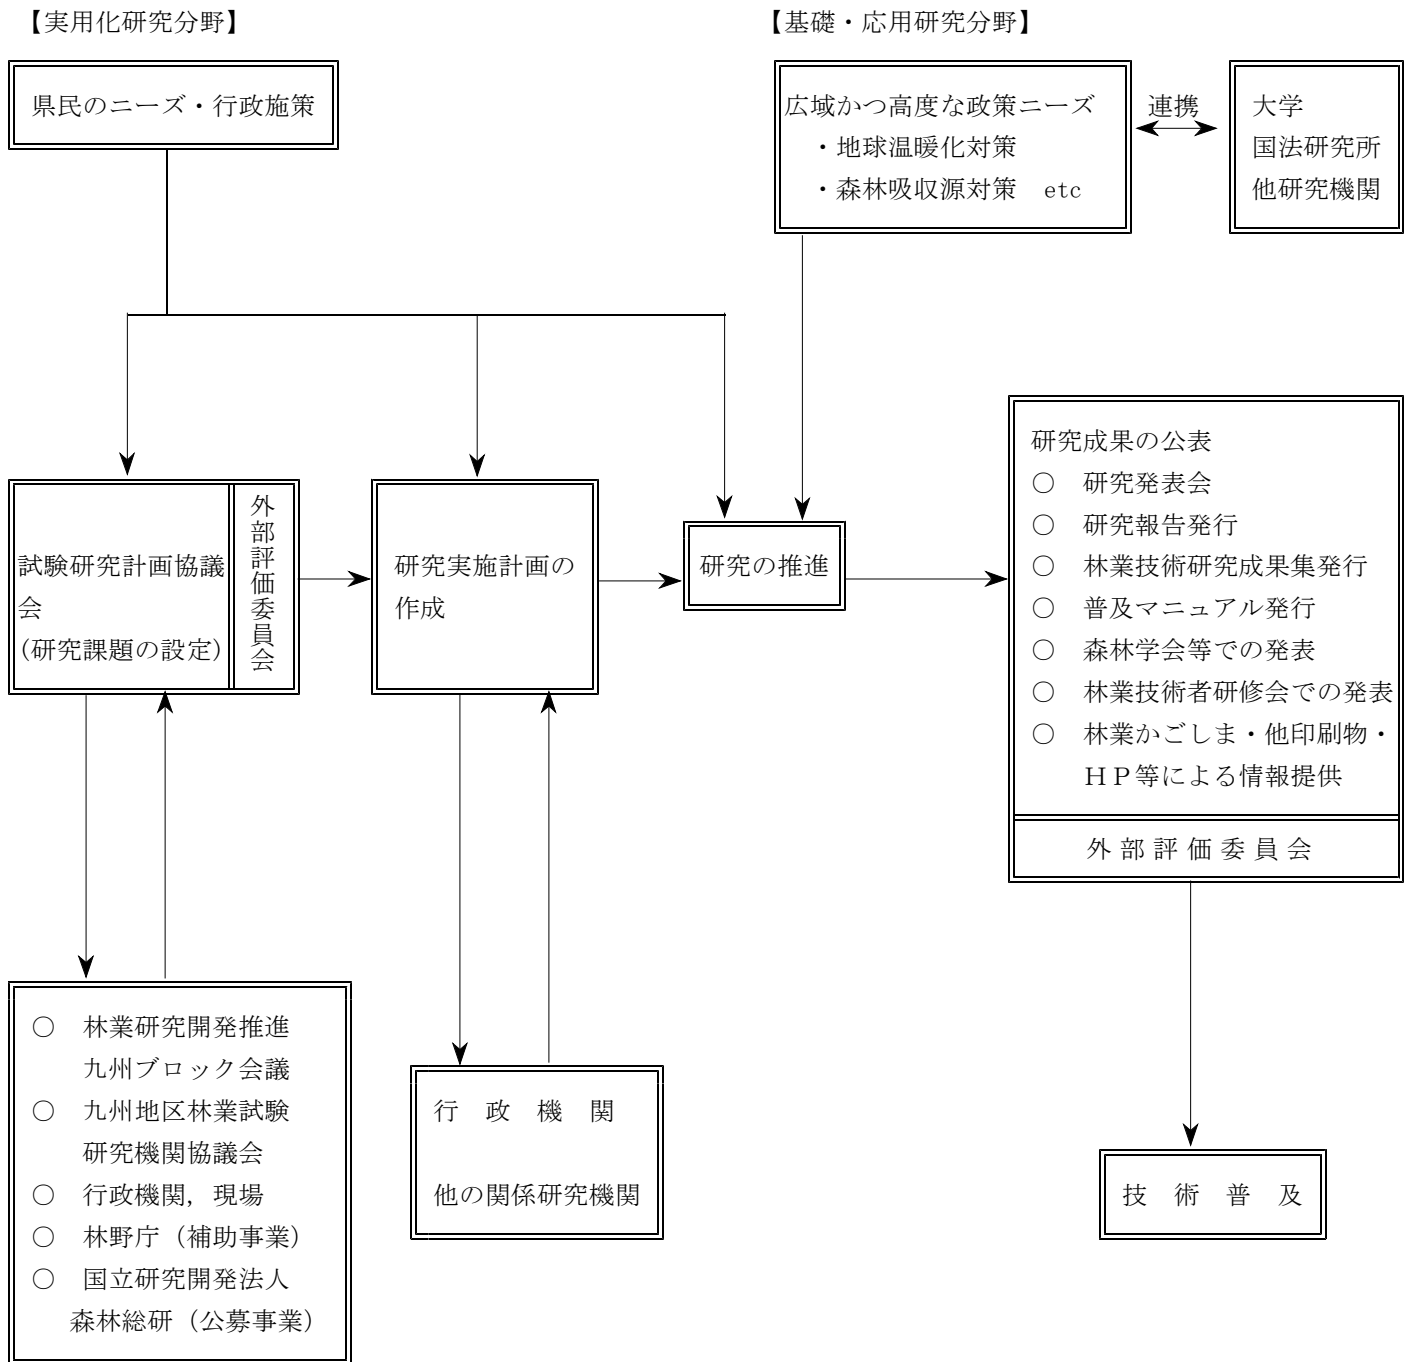 【実用化研究分野】
【基礎・応用研究分野】
県民のニーズ・行政施策
広域かつ高度な政策ニーズ
・地球温暖化対策
・森林吸収源対策　etc
連携
大学
国法研究所
他研究機関
試験研究計画協議
会
（研究課題の設定）
外部評価委員会
研究実施計画の
作成
研究の推進
研究成果の公表
○　研究発表会
○　研究報告発行
○　林業技術研究成果集発行
○　普及マニュアル発行
○　森林学会等での発表
○　林業技術者研修会での発表
○　林業かごしま・他印刷物・
ＨＰ等による情報提供
外部評価委員会
○　林業研究開発推進
九州ブロック会議
○　九州地区林業試験
研究機関協議会
○　行政機関，現場
○　林野庁（補助事業）
○　国立研究開発法人
森林総研（公募事業）
行　政　機　関
他の関係研究機関
技　術　普　及